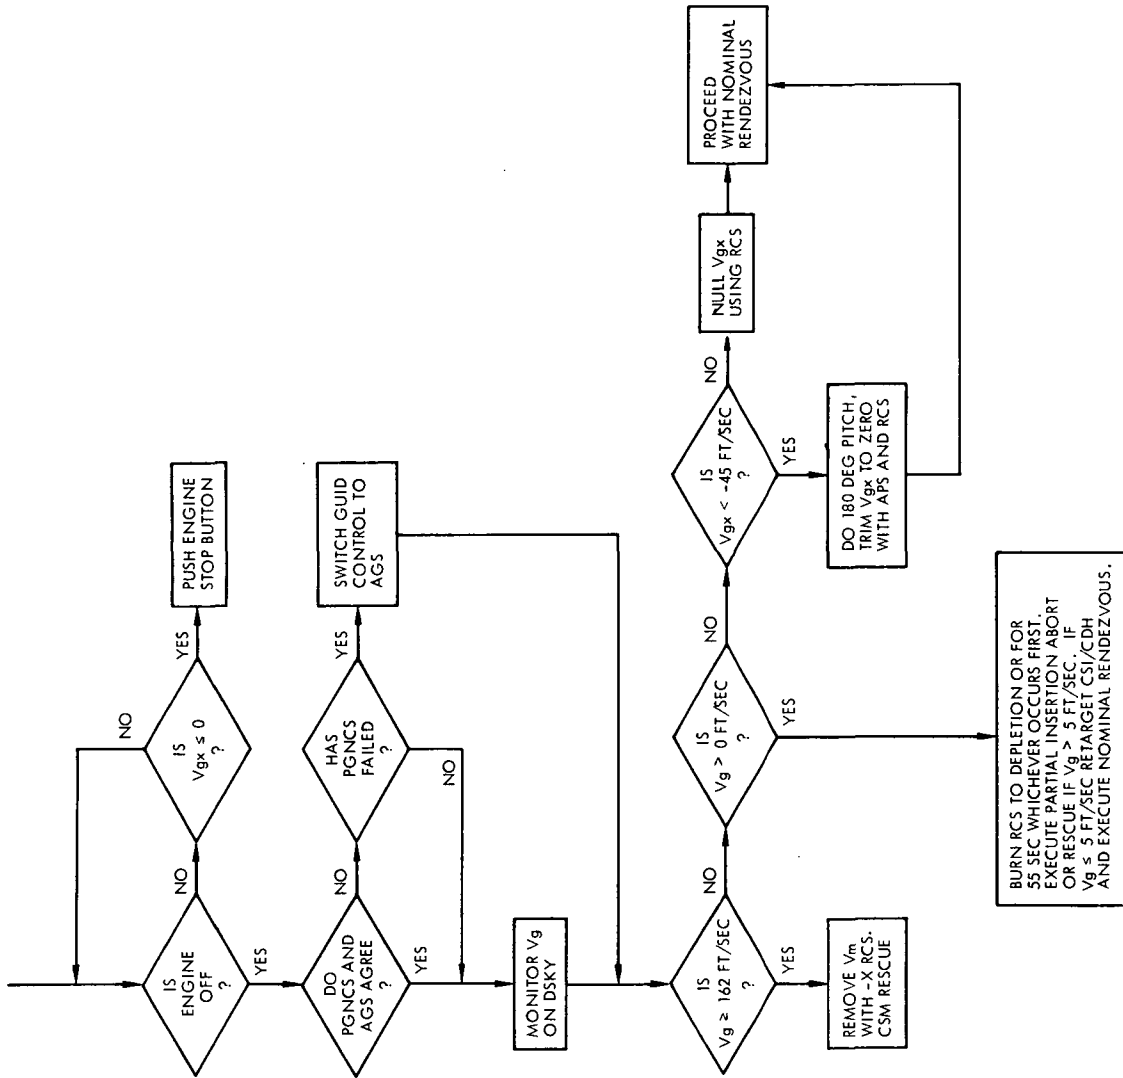 IS
ENGINE
OFF
?
NO
YES
IS
Vgx ≤ 0
?
NO
YES
PUSH ENGINE
STOP BUTTON
DO
PGNCS AND
AGS AGREE
?
NO
YES
HAS
PGNCS
FAILED
?
YES
NO
SWITCH GUID
CONTROL TO
AGS
MONITOR Vg
ON DSKY
IS
Vg ≥ 162 FT/SEC
?
NO
YES
REMOVE Vm
WITH -X RCS.
CSM RESCUE
IS
Vg > 0 FT/SEC
?
NO
YES
BURN RCS TO DEPLETION OR FOR
55 SEC WHICHEVER OCCURS FIRST.
EXECUTE PARTIAL INSERTION ABORT
OR RESCUE IF Vg > 5 FT/SEC. IF
Vg ≤ 5 FT/SEC RETARGET CSI/CDH
AND EXECUTE NOMINAL RENDEZVOUS.
IS
Vgx < -45 FT/SEC
?
NO
YES
DO 180 DEG PITCH,
TRIM Vgx TO ZERO
WITH APS AND RCS
NULL Vgx
USING RCS
PROCEED
WITH NOMINAL
RENDEZVOUS